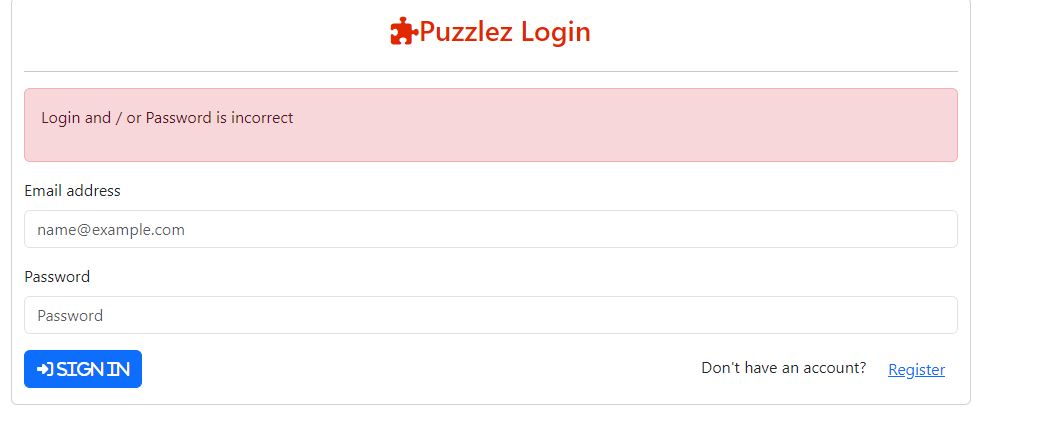 Puzzlez Login
Login and / or Password is incorrect
Email address
name@example.com
Password
Password
SIGN IN
Don't have an account? Register